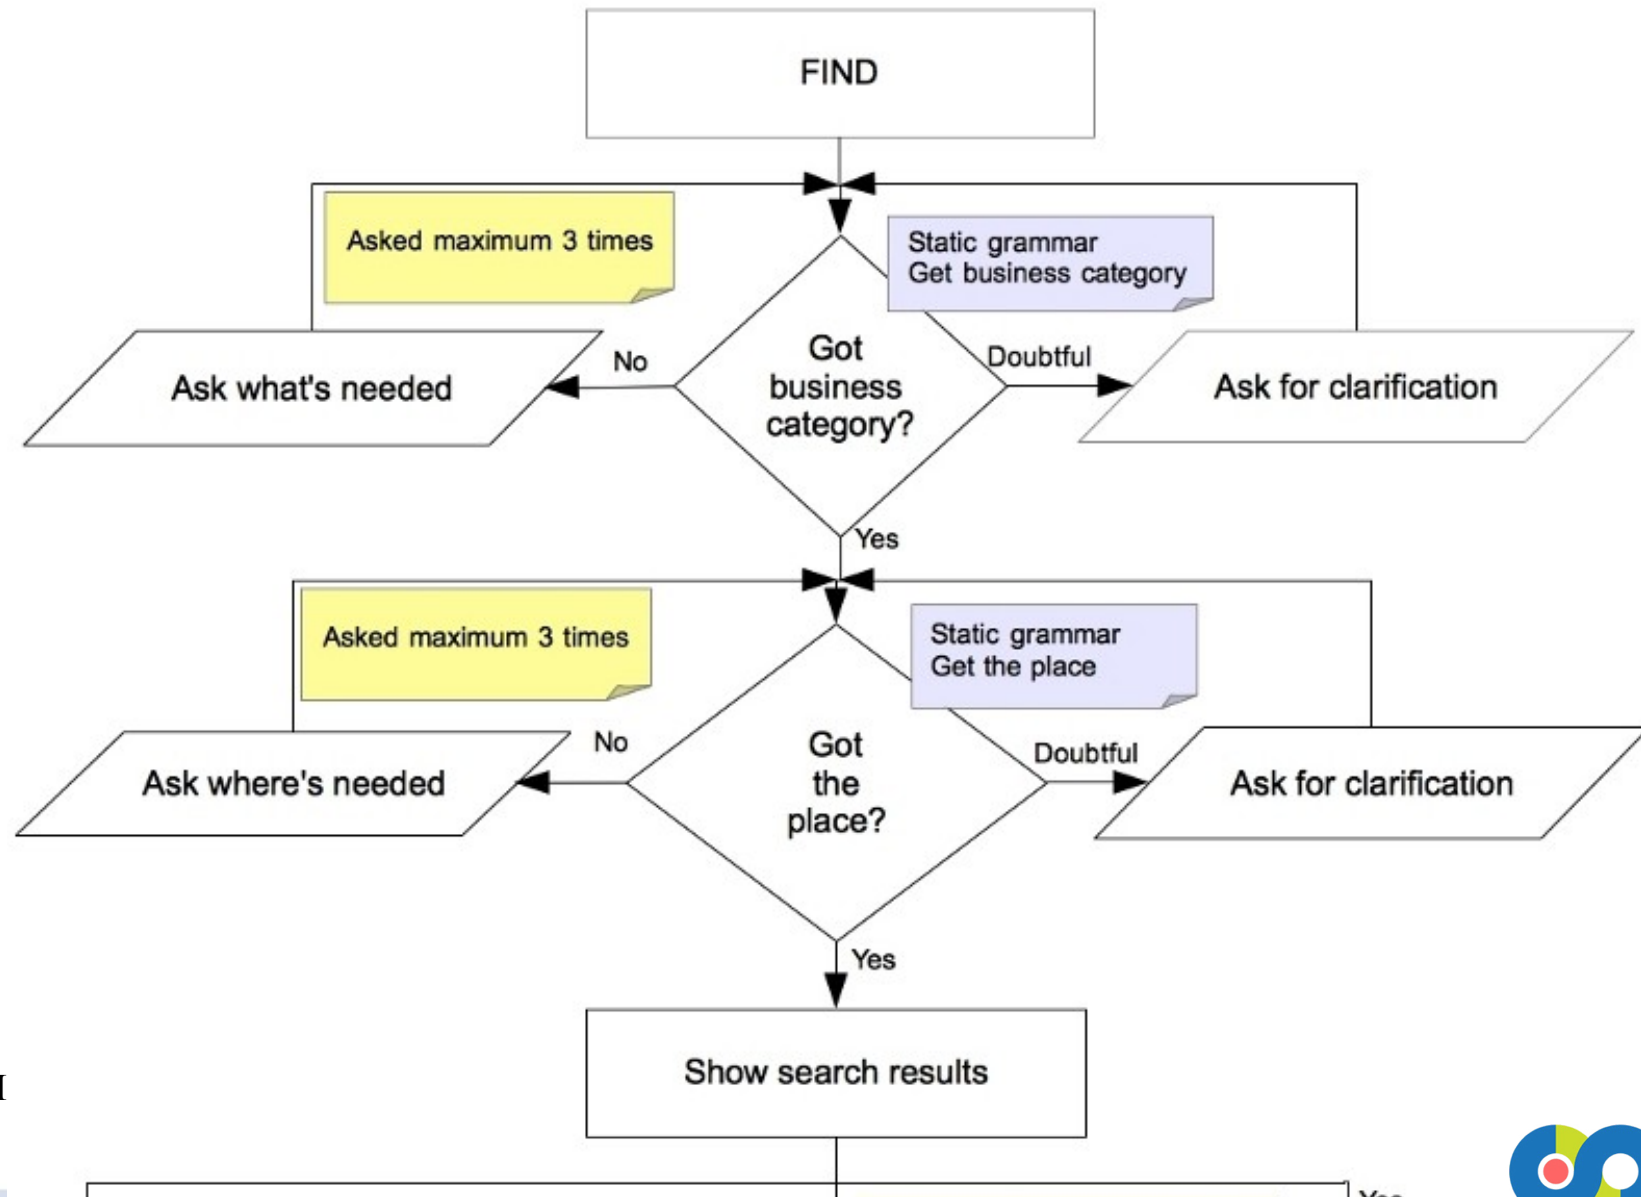 FIND
Asked maximum 3 times
Static grammar
Get business category
Ask what's needed
No
Got
business
category?
Doubtful
Ask for clarification
Yes
Asked maximum 3 times
Static grammar
Get the place
Ask where's needed
No
Got
the
place?
Doubtful
Ask for clarification
Yes
Show search results